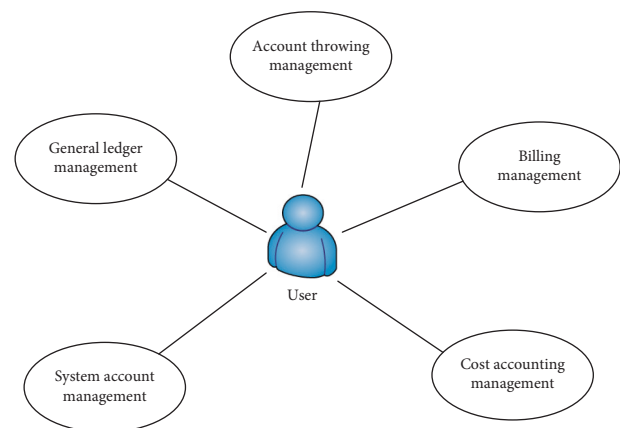 Account throwing
management
General ledger
management
Billing
management
User
System account
management
Cost accounting
management